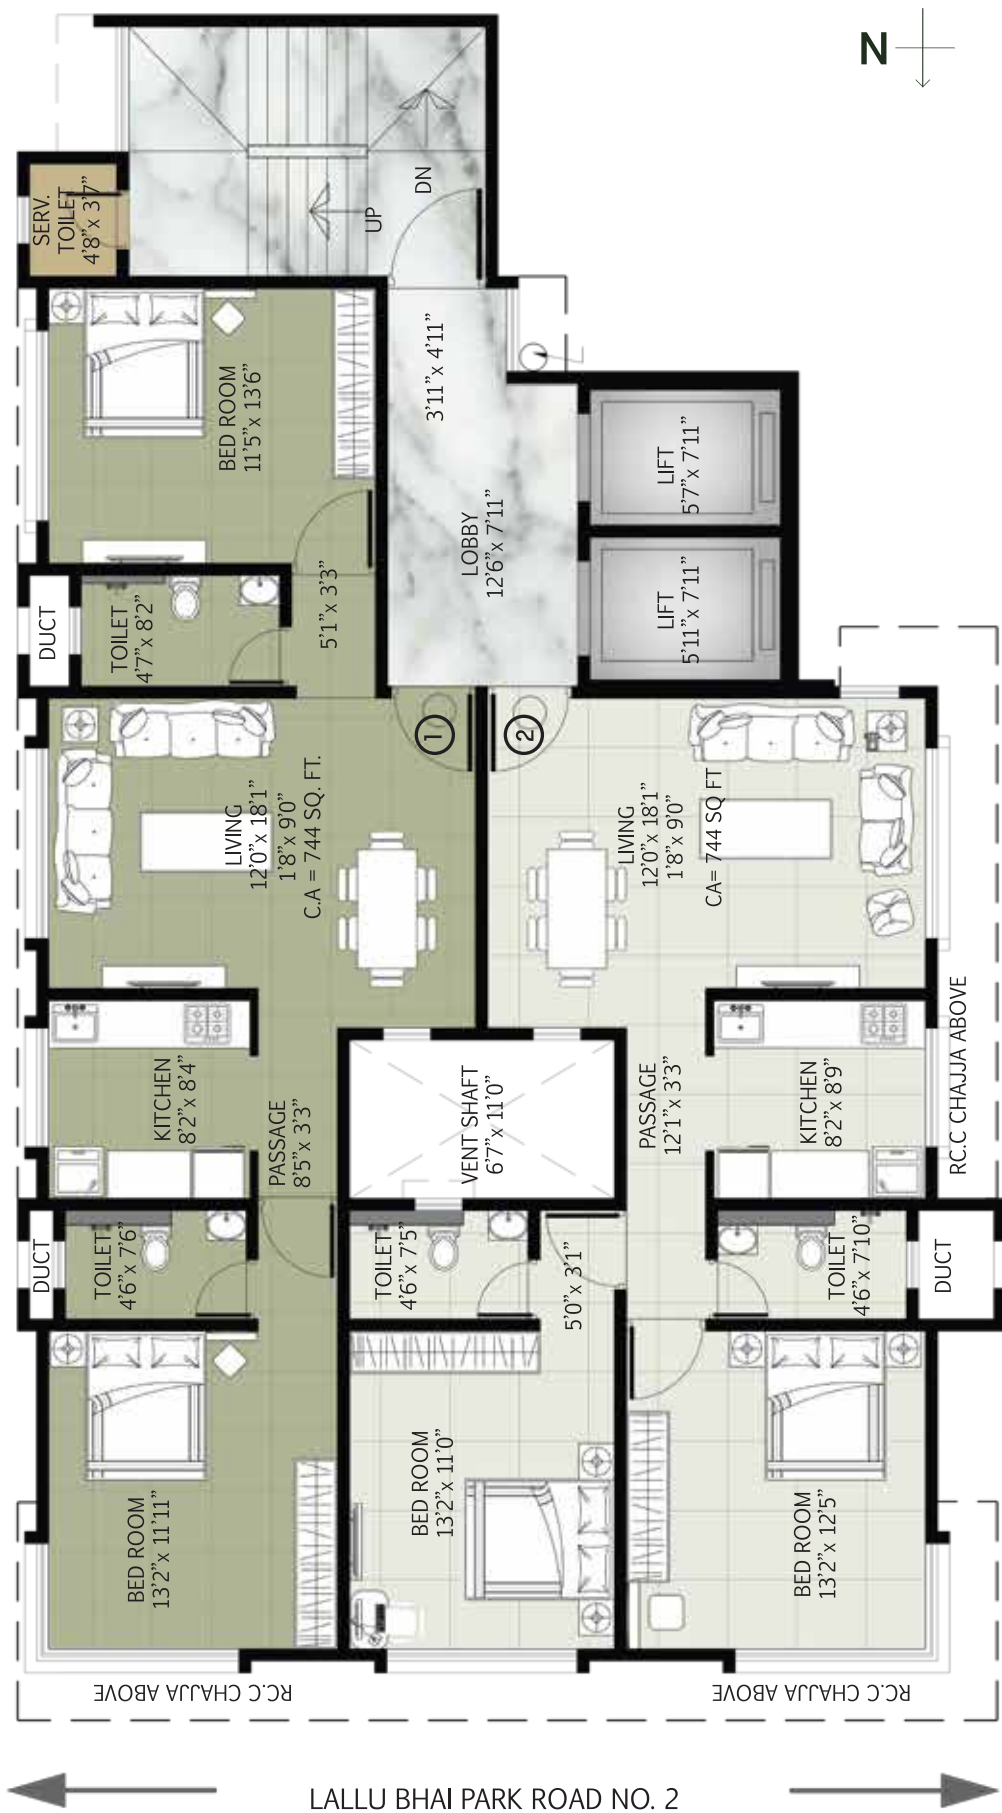 N
SERV.
TOILET
4'8"x 3'7"
UP
DN
BED ROOM
11'5"x 13'6"
3'11"x 4'11"
LOBBY
12'6"x 7'11"
LIFT
5'7"x 7'11"
LIFT
5'11"x 7'11"
DUCT
TOILET
4'7"x 8'2"
5'1"x 3'3"
1
2
LIVING
12'0"x 18'1"
1'8"x 9'0"
C.A = 744 SQ. FT.
LIVING
12'0"x 18'1"
1'8"x 9'0"
CA= 744 SQ FT
KITCHEN
8'2"x 8'4"
PASSAGE
8'5"x 3'3"
VENT SHAFT
6'7"x 11'0"
PASSAGE
12'1"x 3'3"
KITCHEN
8'2"x 8'9"
RC.C CHAJJA ABOVE
DUCT
TOILET
4'6"x 7'6"
TOILET
4'6"x 7'5"
5'0"x 3'1"
TOILET
4'6"x 7'10"
DUCT
BED ROOM
13'2"x 11'11"
BED ROOM
13'2"x 11'0"
BED ROOM
13'2"x 12'5"
RC.C CHAJJA ABOVE
RC.C CHAJJA ABOVE
LALLU BHAI PARK ROAD NO. 2